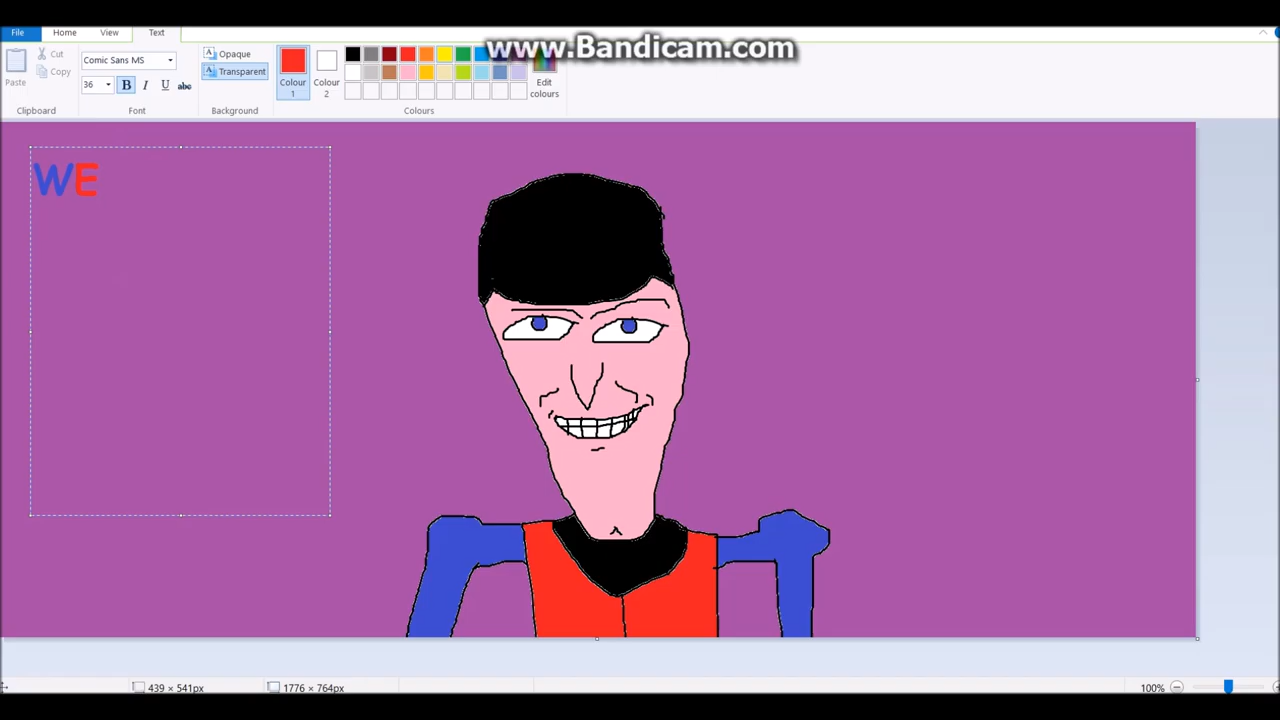 www.Bandicam.com
File Home View Text
Cut
Copy
Paste
Clipboard
Comic Sans MS
36 B I U abc
Font
Opaque
Transparent
Background
Colour 1
Colour 2
Edit colours
Colours
WE
439 × 541px
1776 × 764px
100%